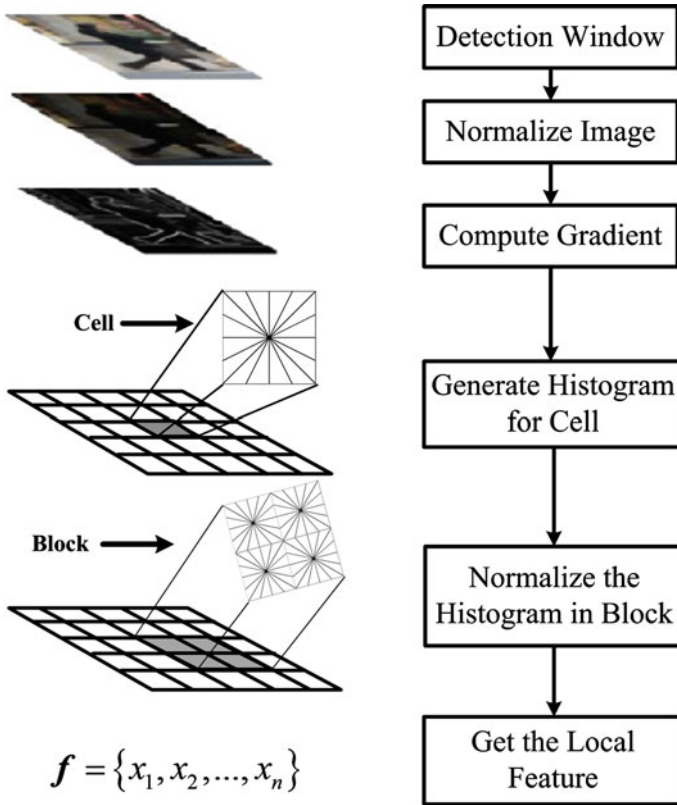 Detection Window
Normalize Image
Compute Gradient
Cell
Generate Histogram
for Cell
Block
Normalize the
Histogram in Block
Get the Local
Feature
f = {x₁, x₂, ..., xₙ}